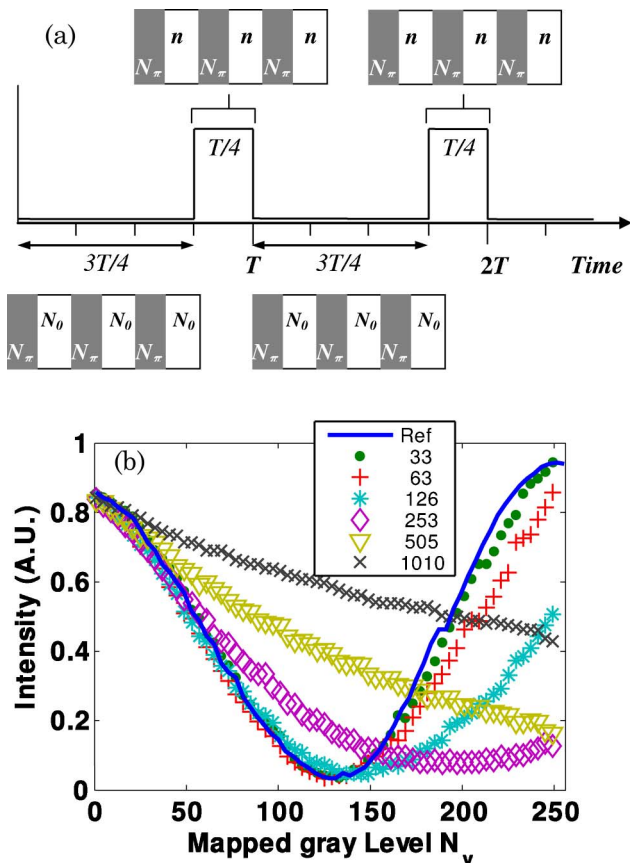 (a)
n n n
N_π N_π N_π
n n n
N_π N_π N_π
T/4
T/4
3T/4 T 3T/4 2T Time
N_0 N_0 N_0
N_π N_π N_π
N_0 N_0 N_0
N_π N_π N_π
(b)
Ref
33
63
126
253
505
1010
Intensity (A.U.)
1
0.8
0.6
0.4
0.2
0
0 50 100 150 200 250
Mapped gray Level N_v